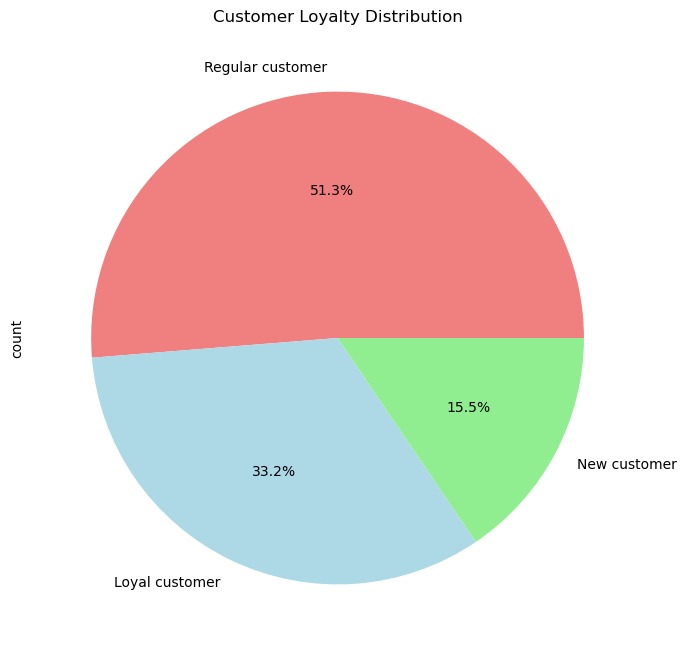 Customer Loyalty Distribution
Regular customer
51.3%
count
15.5%
New customer
33.2%
Loyal customer